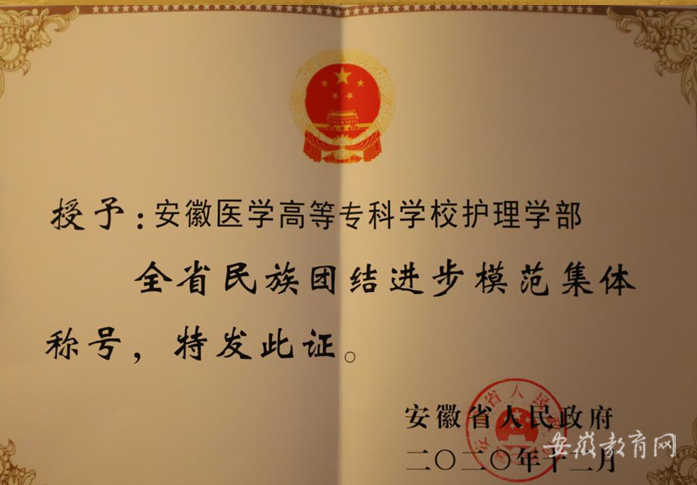 授予：安徽医学高等专科学校护理学部
全省民族团结进步模范集体
称号，特发此证。
安徽省人民政府
二〇二〇年十二月
安徽教育网